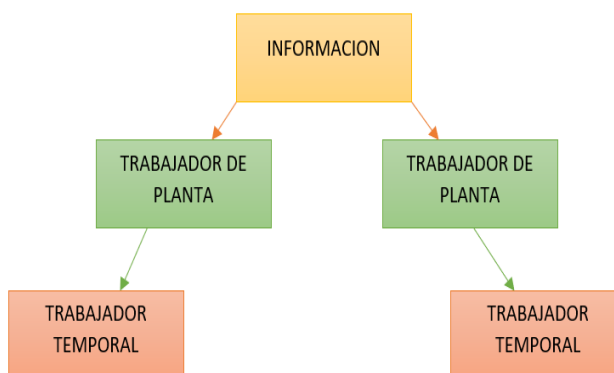 INFORMACION
TRABAJADOR DE
PLANTA
TRABAJADOR DE
PLANTA
TRABAJADOR
TEMPORAL
TRABAJADOR
TEMPORAL